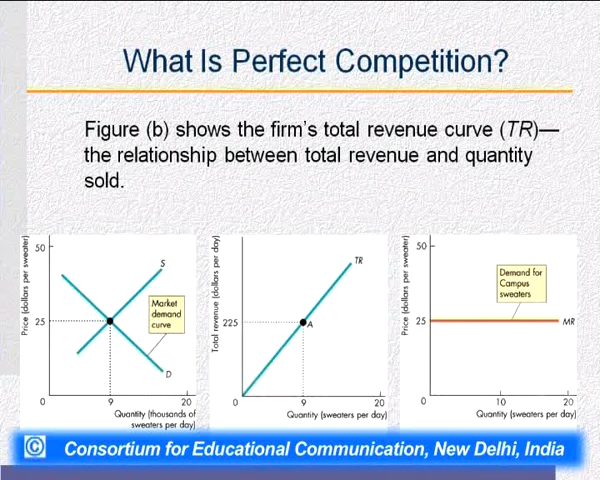 What Is Perfect Competition?
Figure (b) shows the firm's total revenue curve (TR)—
the relationship between total revenue and quantity
sold.
Price (dollars per sweater)
50
25
0
9
20
S
D
Market
demand
curve
Quantity (thousands of
sweaters per day)
Total revenue (dollars per day)
225
0
9
20
TR
A
Quantity (sweaters per day)
Price (dollars per sweater)
50
25
0
10
20
Demand for
Campus
sweaters
MR
Quantity (sweaters per day)
© Consortium for Educational Communication, New Delhi, India